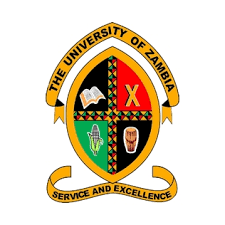 THE UNIVERSITY OF ZAMBIA
SERVICE AND EXCELLENCE